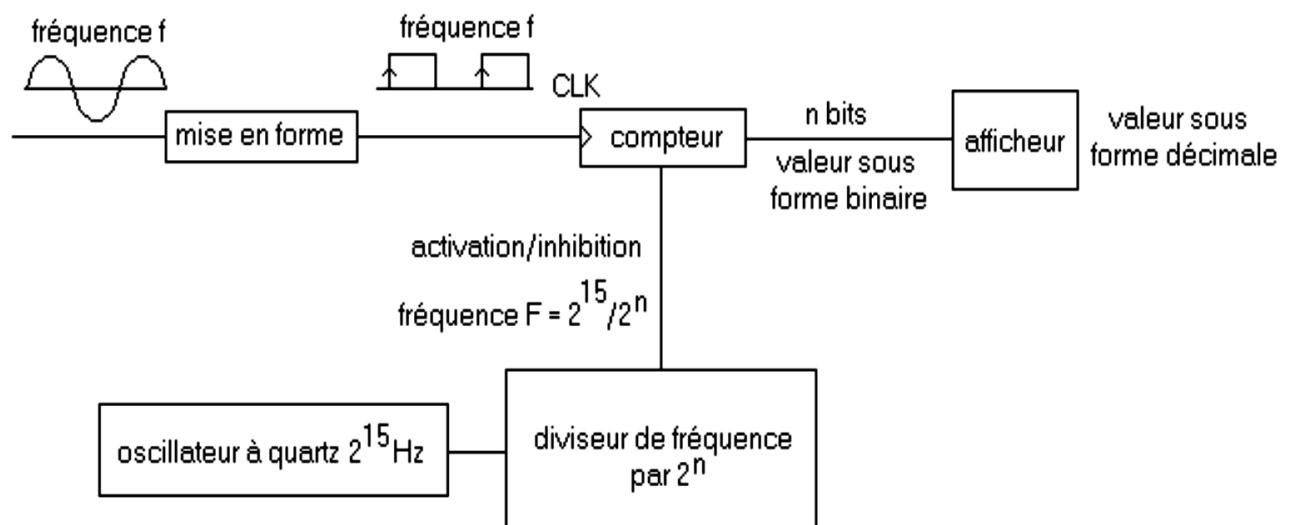 fréquence f
fréquence f
CLK
mise en forme
compteur
n bits
valeur sous
forme binaire
afficheur
valeur sous
forme décimale
activation/inhibition
fréquence F = 2^15/2^n
oscillateur à quartz 2^15Hz
diviseur de fréquence
par 2^n